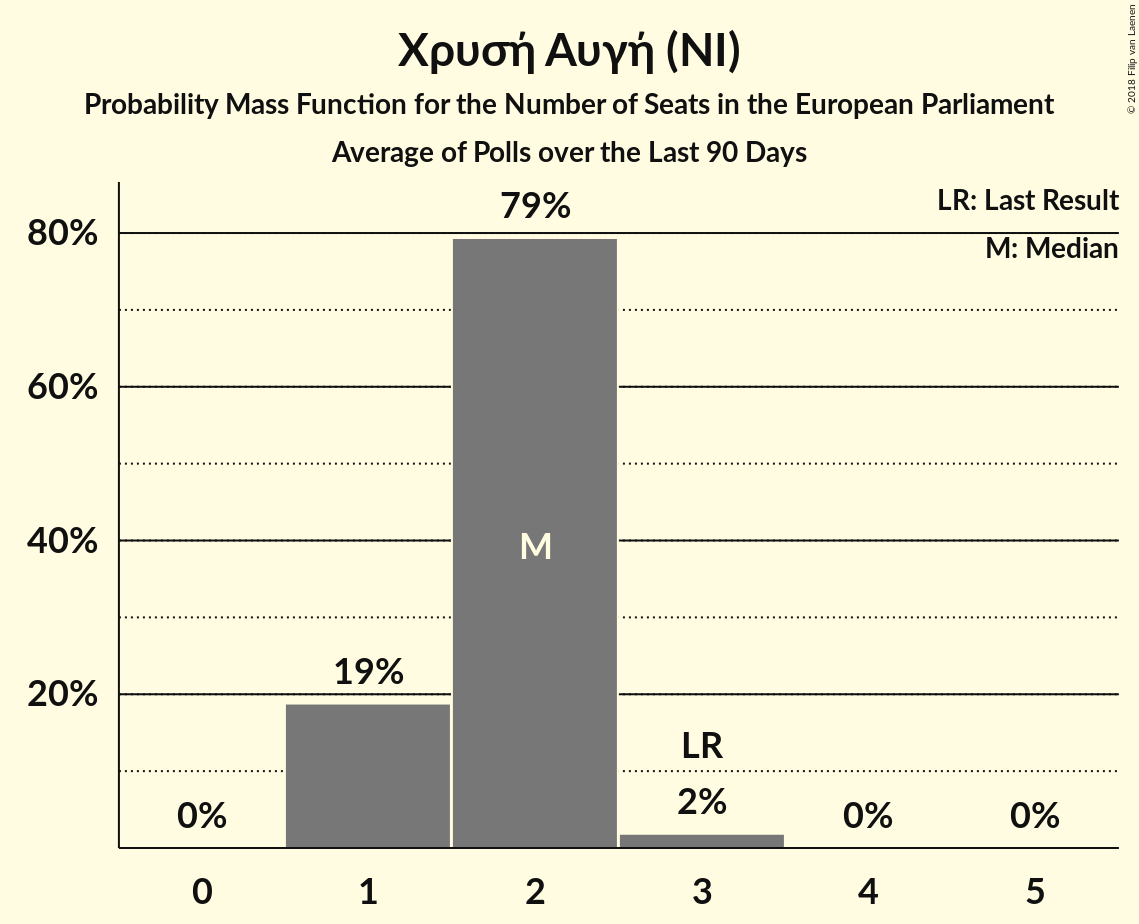 Χρυσή Αυγή (NI)
Probability Mass Function for the Number of Seats in the European Parliament
Average of Polls over the Last 90 Days
© 2018 Filip van Laenen
LR: Last Result
M: Median
80%
60%
40%
20%
0%
19%
79%
M
LR
2%
0%
0%
0 1 2 3 4 5